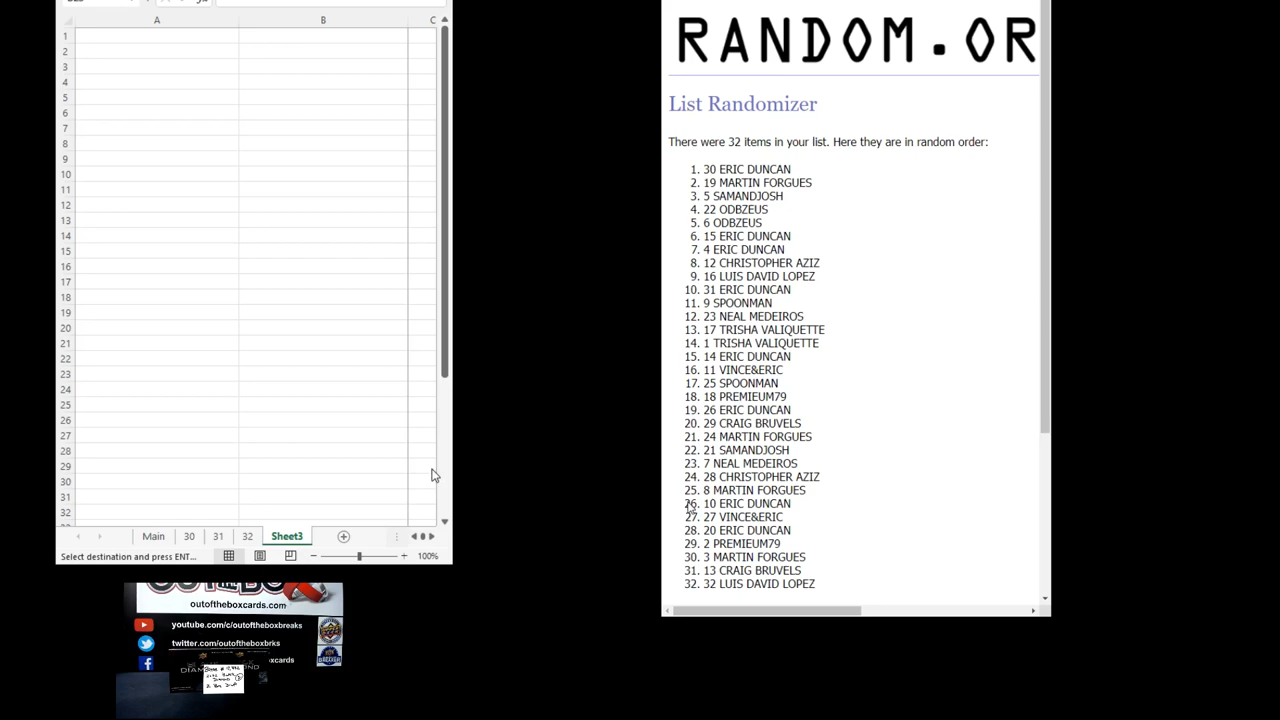 A B C
1
2
3
4
5
6
7
8
9
10
11
12
13
14
15
16
17
18
19
20
21
22
23
24
25
26
27
28
29
30
31
32
Main 30 31 32 Sheet3
Select destination and press ENT... 100%
outoftheboxcards.com
youtube.com/c/outoftheboxbreaks
twitter.com/outoftheboxbrks
xcards
RANDOM.OR
List Randomizer
There were 32 items in your list. Here they are in random order:
1. 30 ERIC DUNCAN
2. 19 MARTIN FORGUES
3. 5 SAMANDJOSH
4. 22 ODBZEUS
5. 6 ODBZEUS
6. 15 ERIC DUNCAN
7. 4 ERIC DUNCAN
8. 12 CHRISTOPHER AZIZ
9. 16 LUIS DAVID LOPEZ
10. 31 ERIC DUNCAN
11. 9 SPOONMAN
12. 23 NEAL MEDEIROS
13. 17 TRISHA VALIQUETTE
14. 1 TRISHA VALIQUETTE
15. 14 ERIC DUNCAN
16. 11 VINCE&ERIC
17. 25 SPOONMAN
18. 18 PREMIEUM79
19. 26 ERIC DUNCAN
20. 29 CRAIG BRUVELS
21. 24 MARTIN FORGUES
22. 21 SAMANDJOSH
23. 7 NEAL MEDEIROS
24. 28 CHRISTOPHER AZIZ
25. 8 MARTIN FORGUES
26. 10 ERIC DUNCAN
27. 27 VINCE&ERIC
28. 20 ERIC DUNCAN
29. 2 PREMIEUM79
30. 3 MARTIN FORGUES
31. 13 CRAIG BRUVELS
32. 32 LUIS DAVID LOPEZ